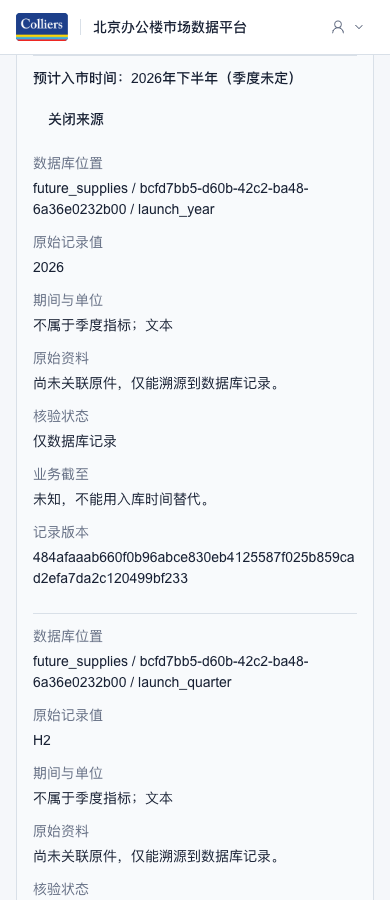 Colliers
北京办公楼市场数据平台
预计入市时间：2026年下半年（季度未定）
关闭来源
数据库位置
future_supplies / bcfd7bb5-d60b-42c2-ba48-
6a36e0232b00 / launch_year
原始记录值
2026
期间与单位
不属于季度指标；文本
原始资料
尚未关联原件，仅能溯源到数据库记录。
核验状态
仅数据库记录
业务截至
未知，不能用入库时间替代。
记录版本
484afaaab660f0b96abce830eb4125587f025b859ca
d2efa7da2c120499bf233
数据库位置
future_supplies / bcfd7bb5-d60b-42c2-ba48-
6a36e0232b00 / launch_quarter
原始记录值
H2
期间与单位
不属于季度指标；文本
原始资料
尚未关联原件，仅能溯源到数据库记录。
核验状态